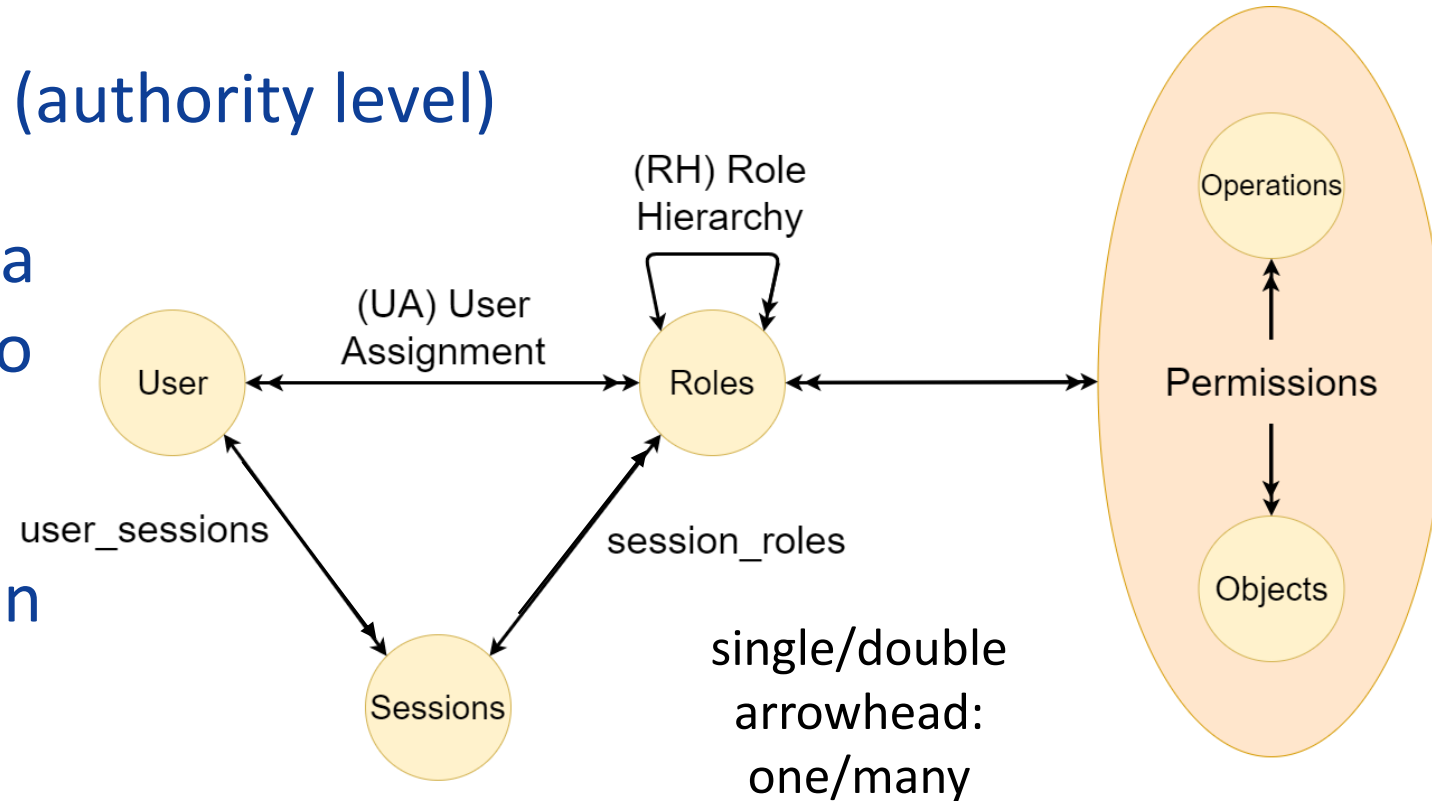 (authority level)
(RH) Role
Hierarchy
Operations
a
(UA) User
Assignment
o
User
Roles
Permissions
user_sessions
session_roles
n
Objects
single/double
arrowhead:
one/many
Sessions